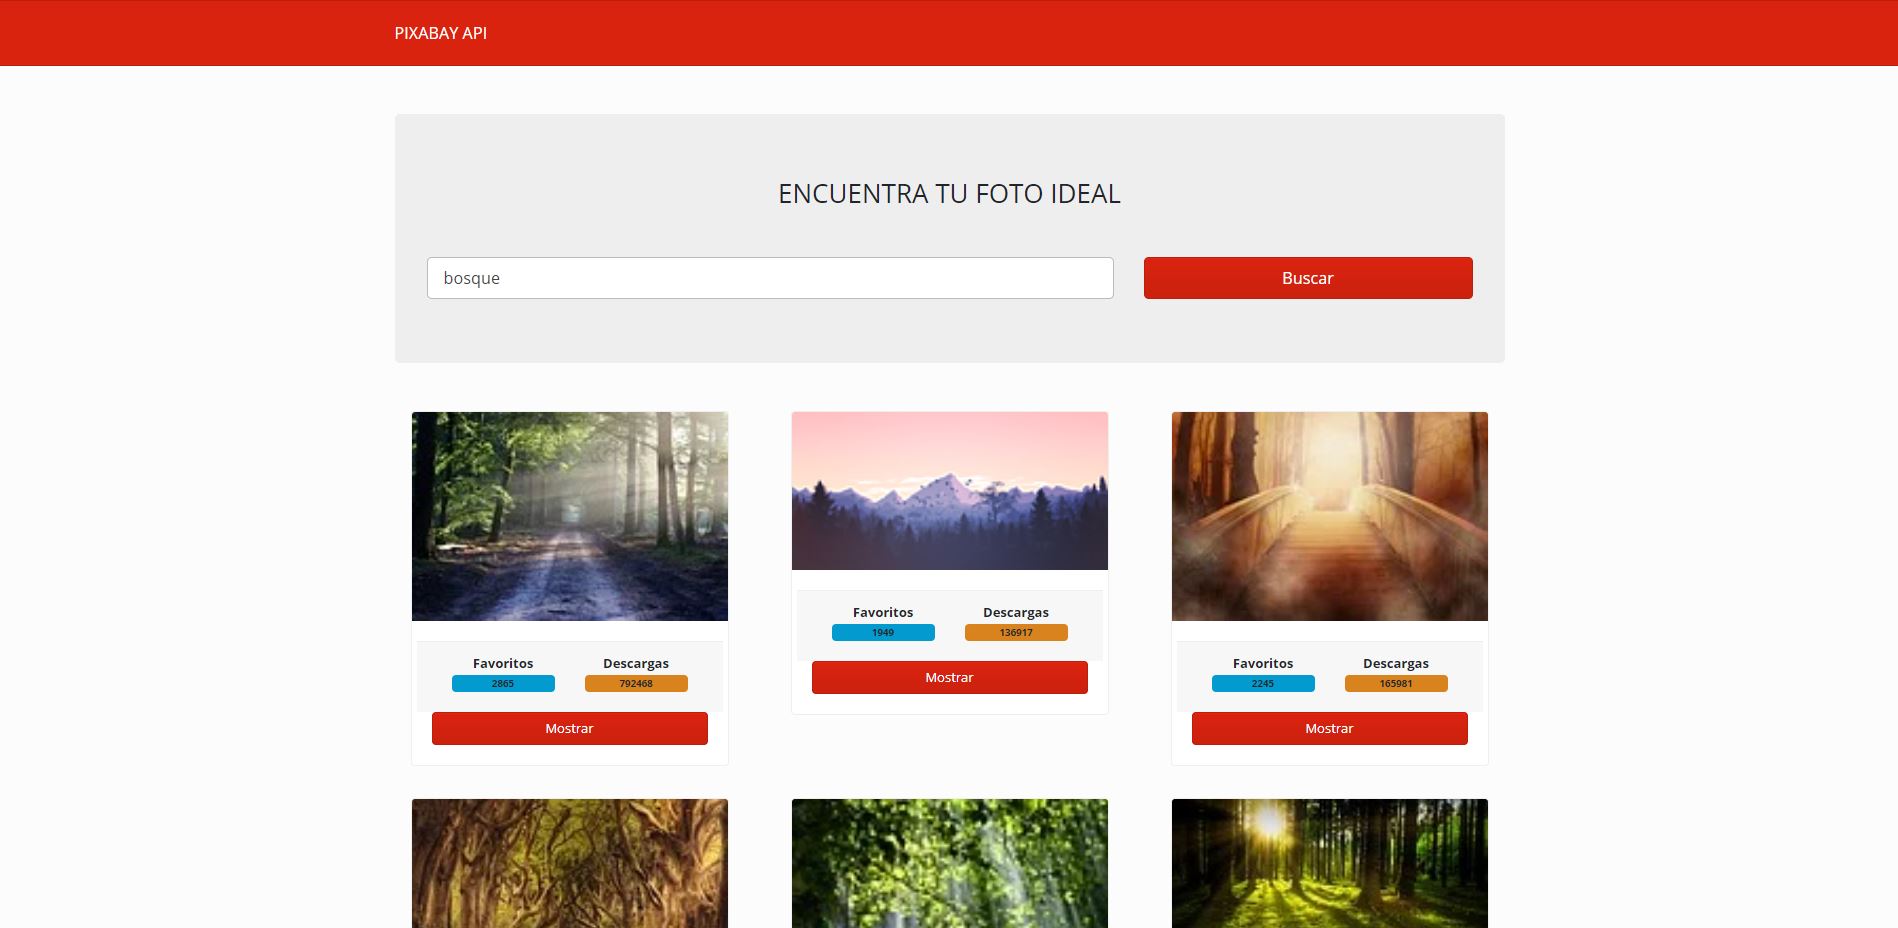 PIXABAY API
ENCUENTRA TU FOTO IDEAL
bosque
Buscar
Favoritos Descargas
2865 792468
Mostrar
Favoritos Descargas
1949 136917
Mostrar
Favoritos Descargas
2245 165981
Mostrar